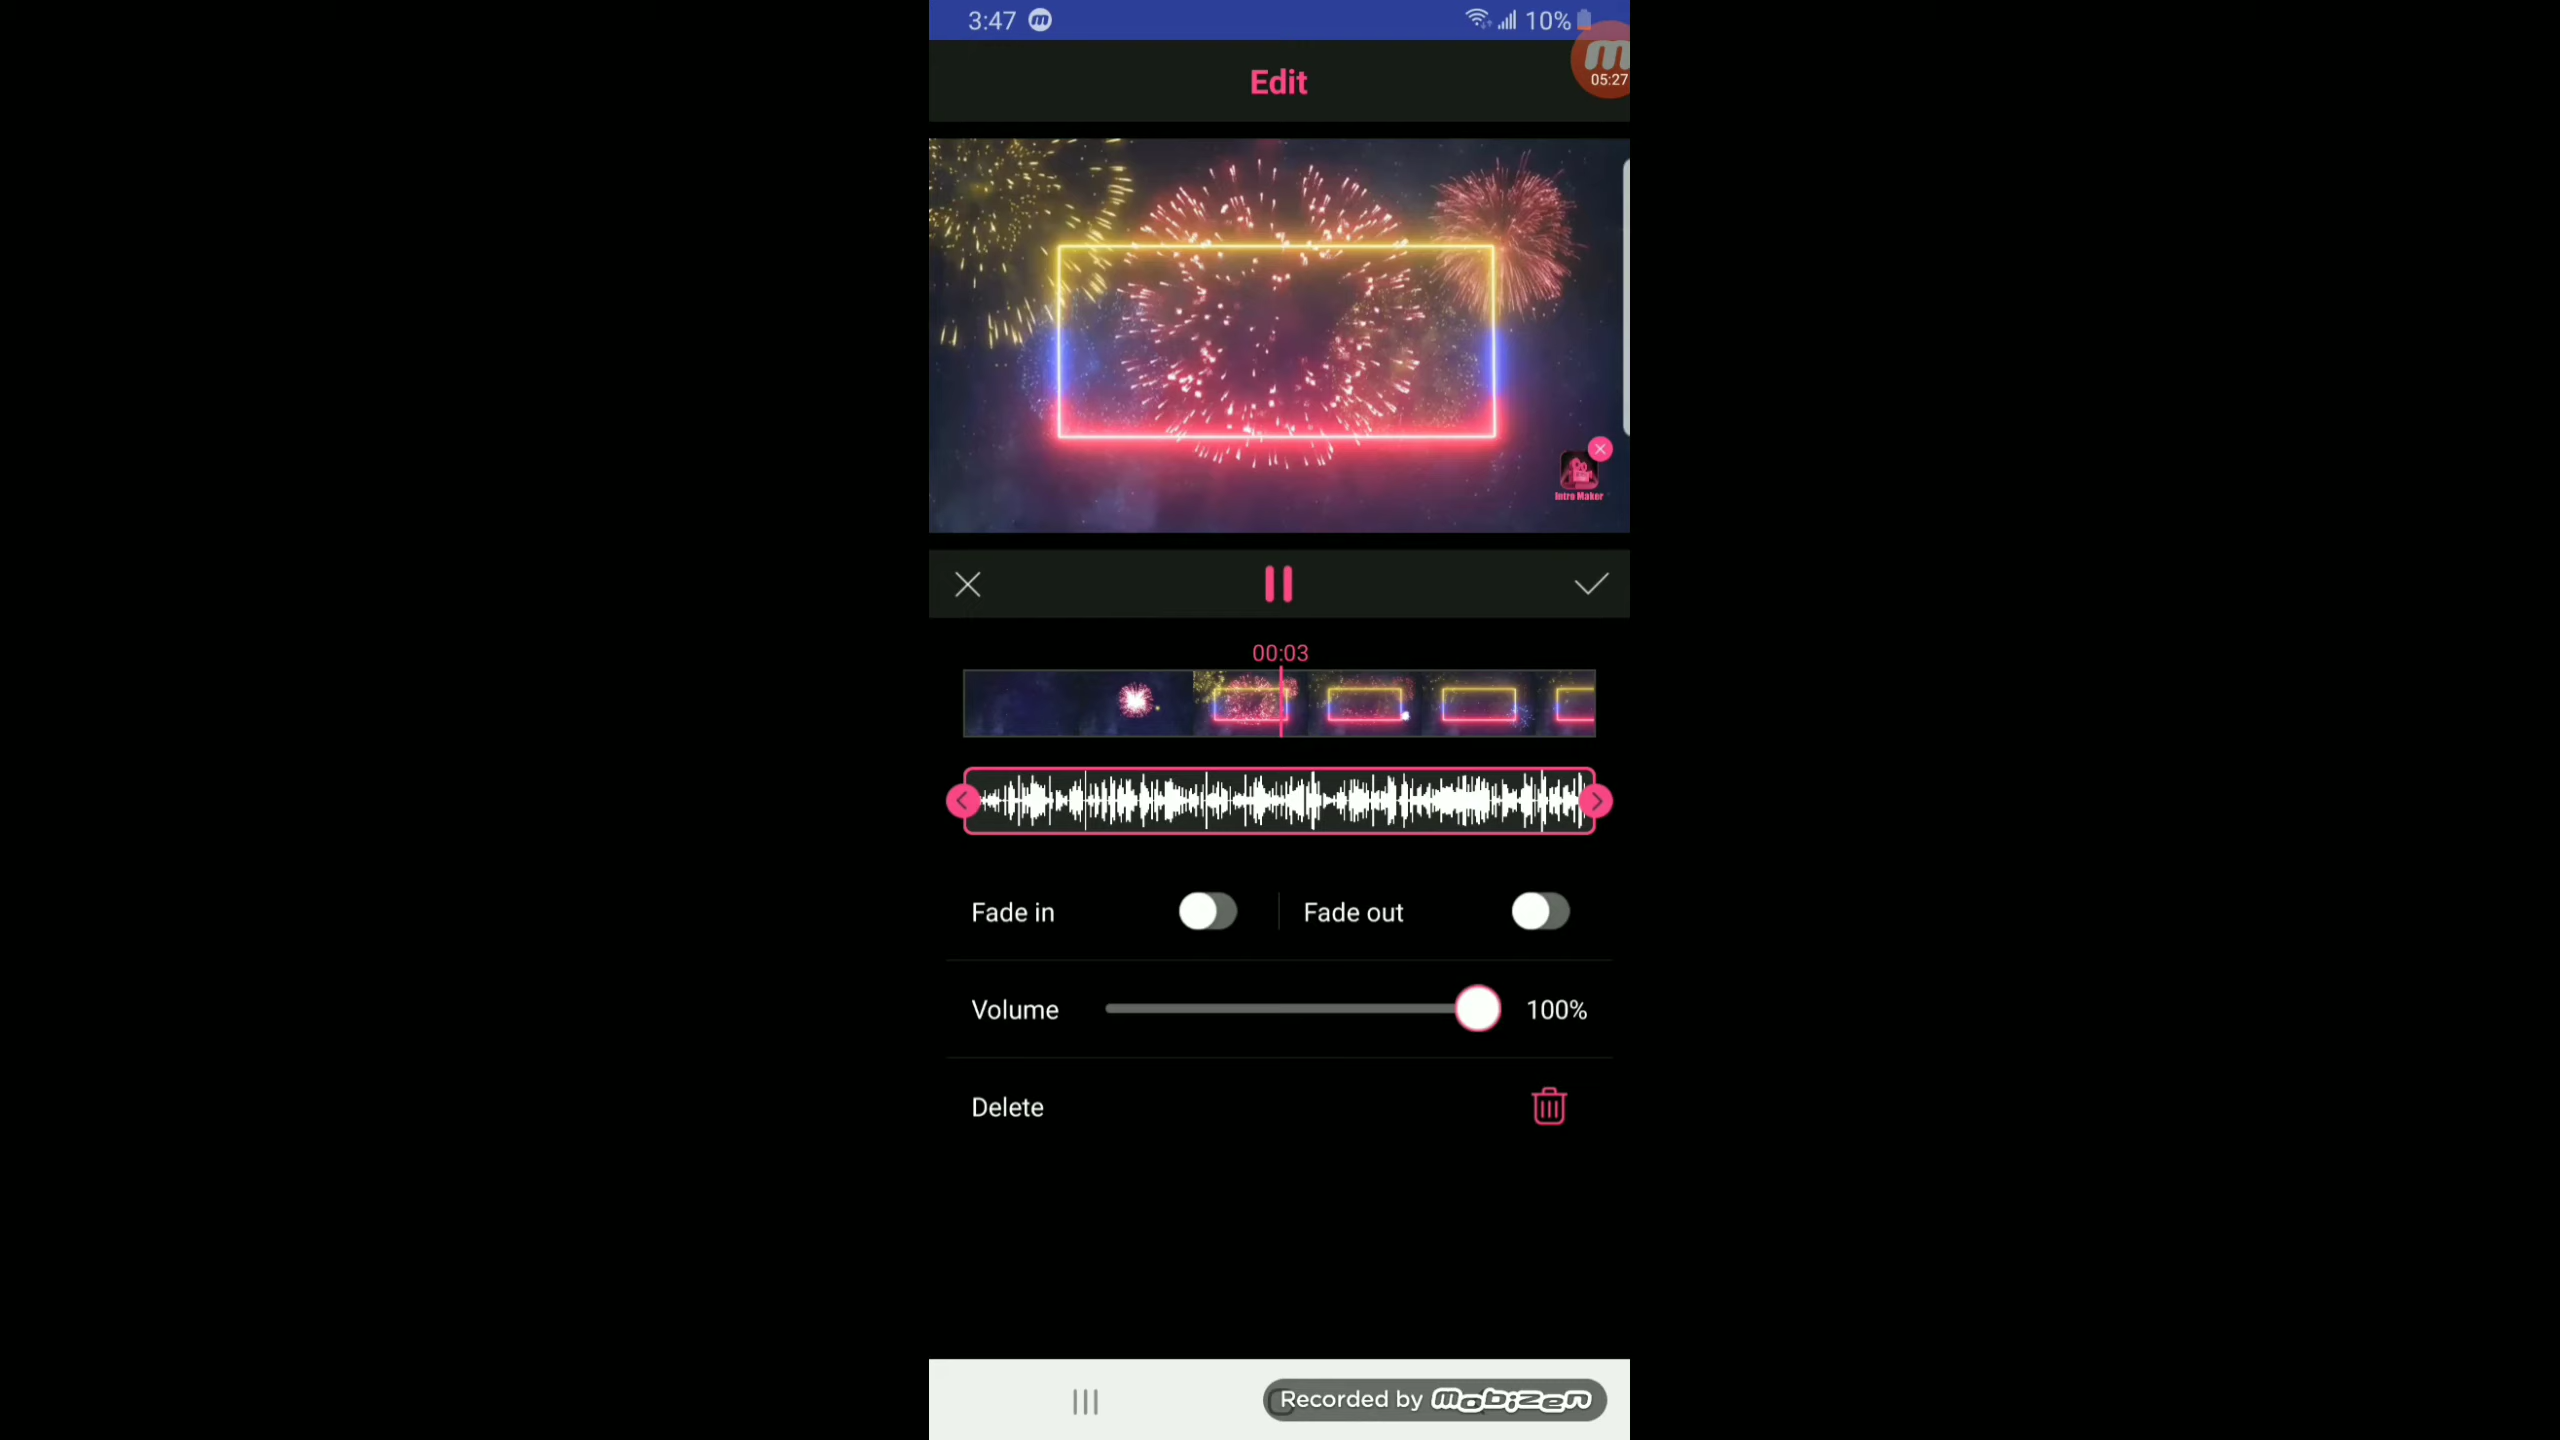 3:47
10%
05:27
Edit
Intro Maker
00:03
Fade in
Fade out
Volume
100%
Delete
Recorded by mobizen